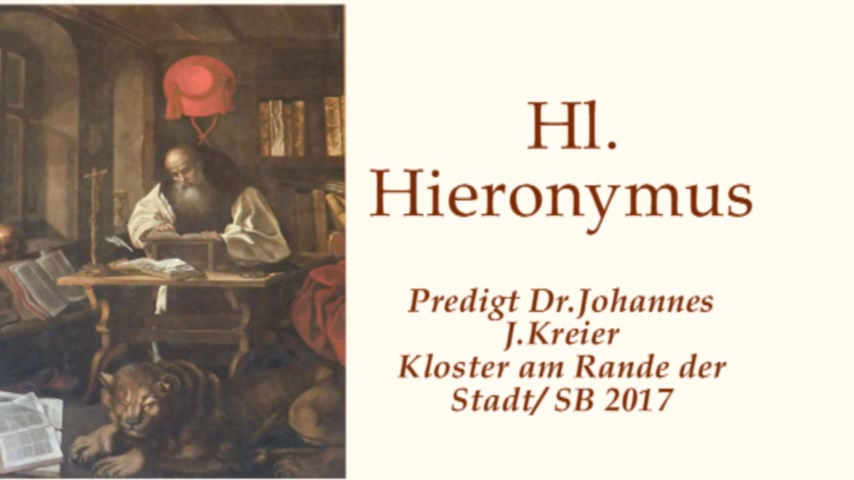 Hl.
Hieronymus
Predigt Dr.Johannes
J.Kreier
Kloster am Rande der
Stadt/ SB 2017